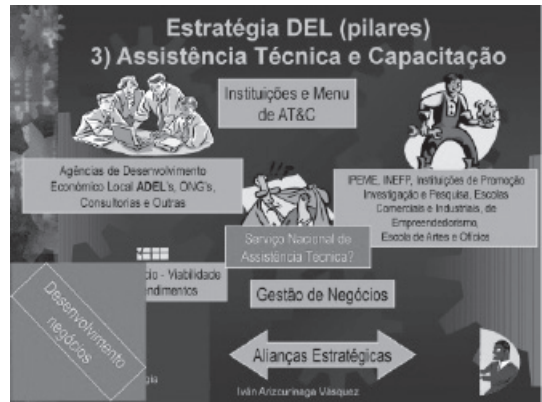 Estratégia DEL (pilares)
3) Assistência Técnica e Capacitação
Instituições e Menu
de AT&C
Agências de Desenvolvimento
Económico Local ADEL's, ONG's,
Consultorias e Outras
IPEME, INEFP, Instituições de Promoção
Investigação e Pesquisa, Escolas
Comerciais e Industriais, de
Empreendedorismo,
Escola de Artes e Ofícios
Serviço Nacional de
Assistência Técnica?
cio - Viabilidade
endimentos
Gestão de Negócios
Desenvolvimento
negócios
Alianças Estratégicas
gia
Iván Arizcurinaga Vásquez